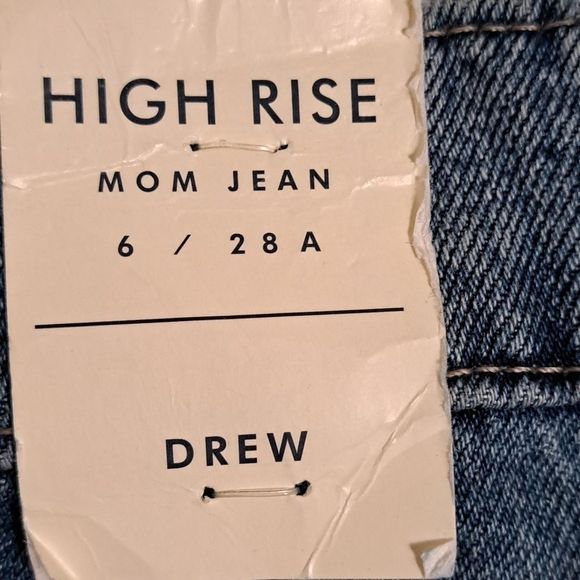 HIGH RISE
MOM JEAN
6 / 28A
DREW